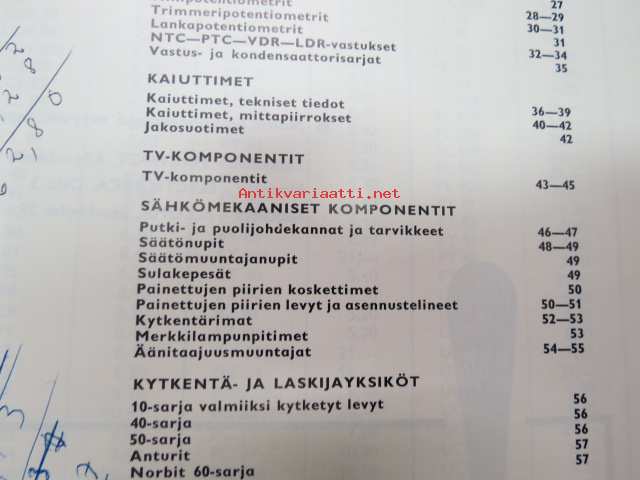 Trimmeripotentiometrit
Lankapotentiometrit
NTC—PTC—VDR—LDR-vastukset
Vastus- ja kondensaattorisarjat
27
28—29
30—31
31
32—34
35
KAIUTTIMET
Kaiuttimet, tekniset tiedot
Kaiuttimet, mittapiirrokset 36—39
Jakosuotimet 40—42
42
TV-KOMPONENTIT
TV-komponentit 43—45
Antikvariaatti.net
SÄHKÖMEKAANISET KOMPONENTIT
Putki- ja puolijohdekannat ja tarvikkeet 46—47
Säätönupit 48—49
Säätömuuntajanupit 49
Sulakepesät 49
Painettujen piirien koskettimet 50
Painettujen piirien levyt ja asennustelineet 50—51
Kytkentärimat 52—53
Merkkilampunpitimet 53
Äänitaajuusmuuntajat 54—55
KYTKENTÄ- JA LASKIJAYKSIKÖT
10-sarja valmiiksi kytketyt levyt 56
40-sarja 56
50-sarja 56
Anturit 57
Norbit 60-sarja 57